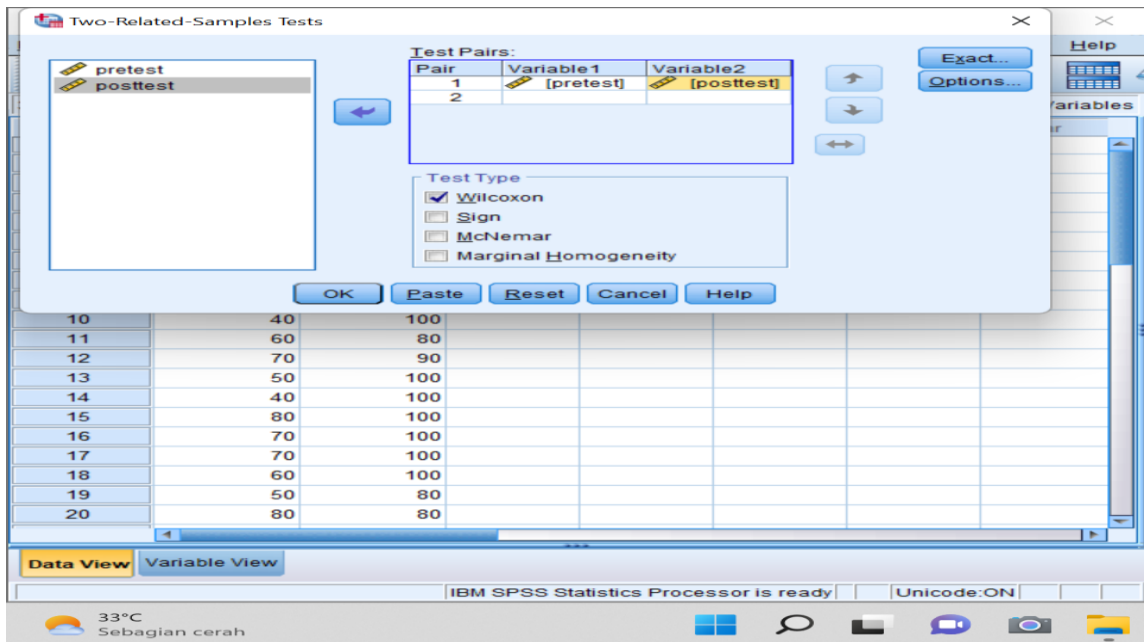 Two-Related-Samples Tests
Help
pretest
posttest
Test Pairs:
Pair Variable1 Variable2
1 [pretest] [posttest]
2
Exact...
Options...
Variables
Test Type
Wilcoxon
Sign
McNemar
Marginal Homogeneity
OK Paste Reset Cancel Help
10 40 100
11 60 80
12 70 90
13 50 100
14 40 100
15 80 100
16 70 100
17 70 100
18 60 100
19 50 80
20 80 80
Data View Variable View
IBM SPSS Statistics Processor is ready Unicode:ON
33°C
Sebagian cerah